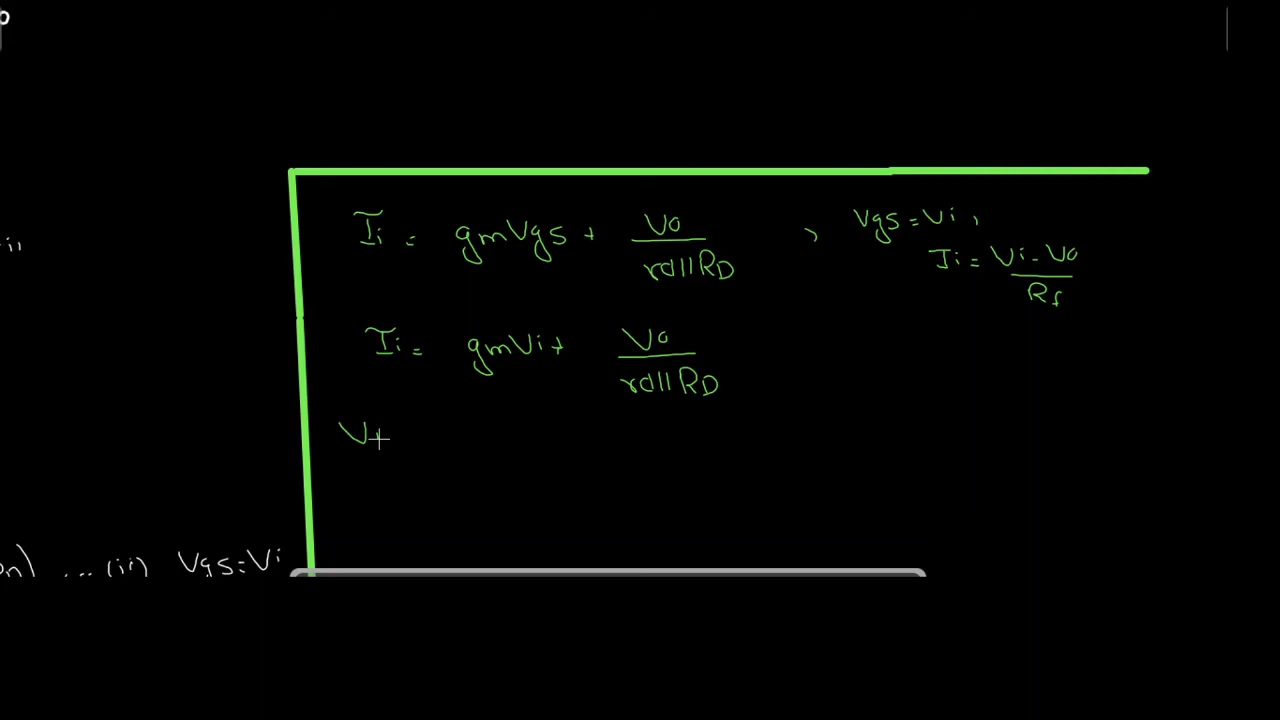 Ii = gmVgs + Vo / rd||RD , Vgs = Vi,
Ii = Vi - Vo / Rf
Ii = gmVi + Vo / rd||RD
V
...(ii) Vgs=Vi